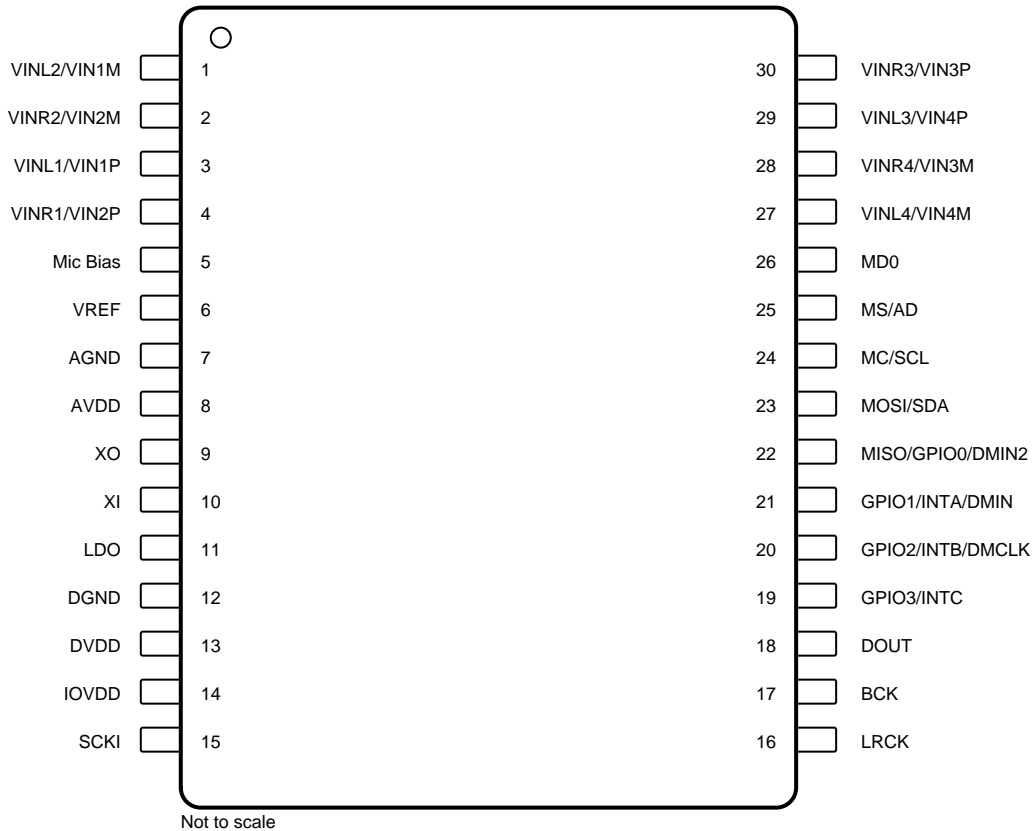 VINL2/VIN1M 1 30 VINR3/VIN3P
VINR2/VIN2M 2 29 VINL3/VIN4P
VINL1/VIN1P 3 28 VINR4/VIN3M
VINR1/VIN2P 4 27 VINL4/VIN4M
Mic Bias 5 26 MD0
VREF 6 25 MS/AD
AGND 7 24 MC/SCL
AVDD 8 23 MOSI/SDA
XO 9 22 MISO/GPIO0/DMIN2
XI 10 21 GPIO1/INTA/DMIN
LDO 11 20 GPIO2/INTB/DMCLK
DGND 12 19 GPIO3/INTC
DVDD 13 18 DOUT
IOVDD 14 17 BCK
SCKI 15 16 LRCK
Not to scale